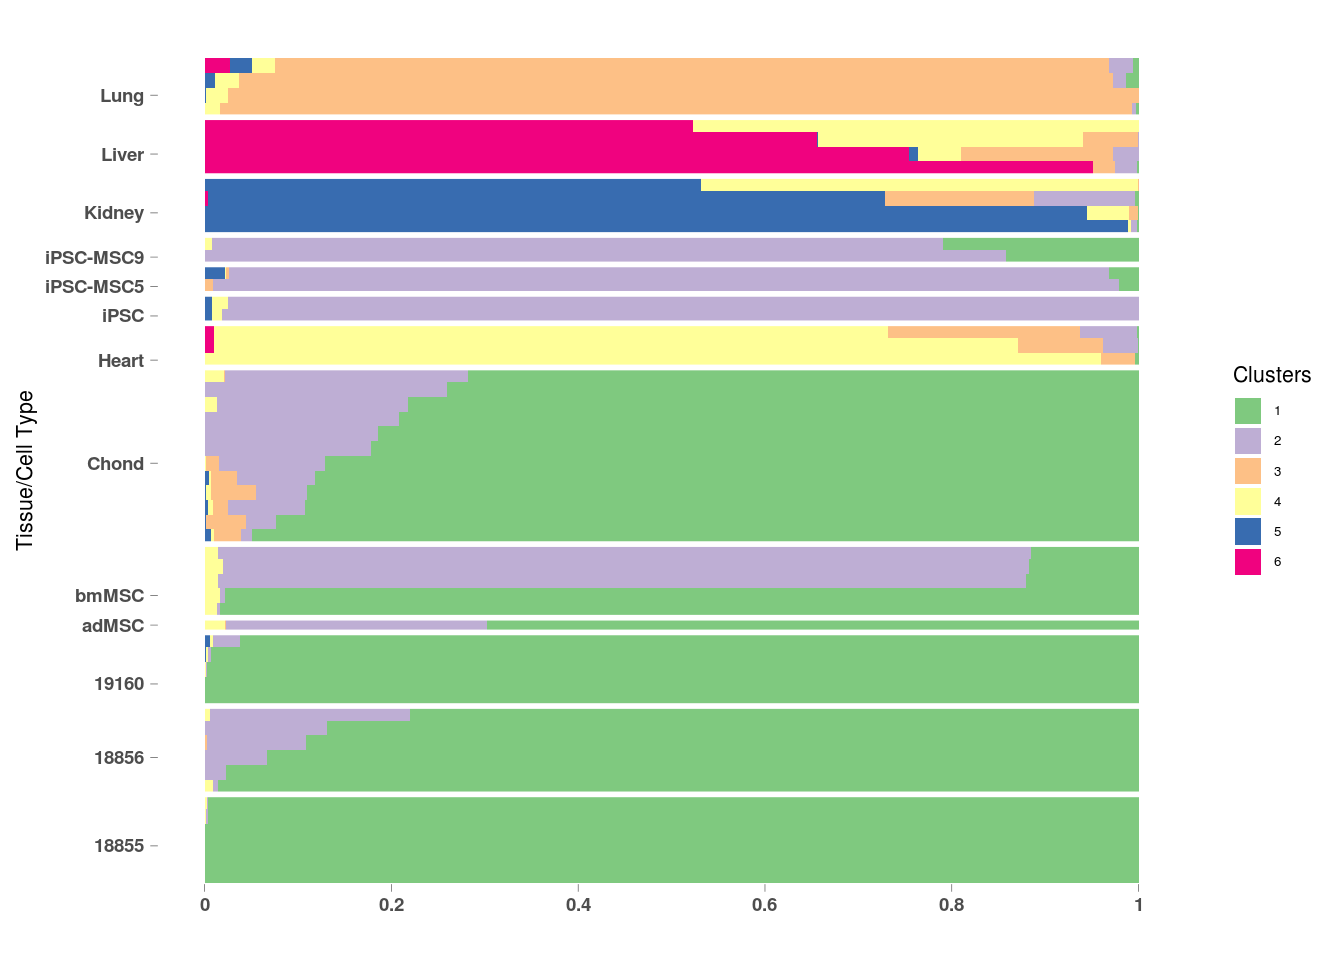 Lung
Liver
Kidney
iPSC-MSC9
iPSC-MSC5
iPSC
Heart
Chond
bmMSC
adMSC
19160
18856
18855
Tissue/Cell Type
0 0.2 0.4 0.6 0.8 1
Clusters
1
2
3
4
5
6